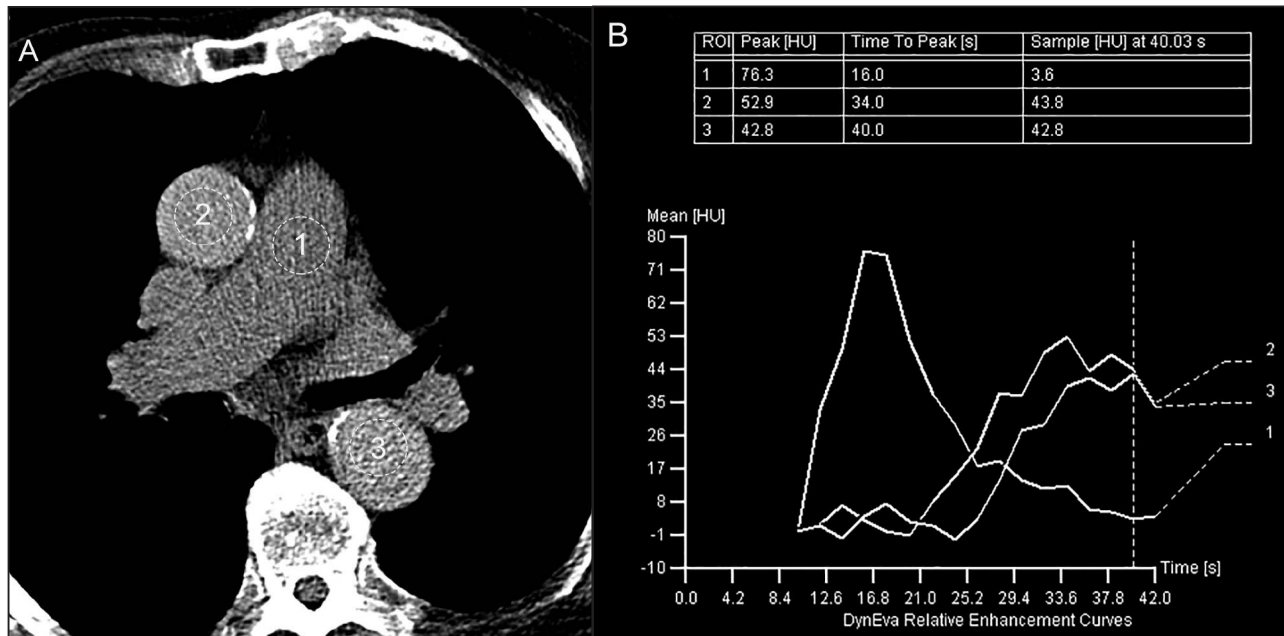 A
2
1
3
B
ROI Peak [HU] Time To Peak [s] Sample [HU] at 40.03 s
1 76.3 16.0 3.6
2 52.9 34.0 43.8
3 42.8 40.0 42.8
Mean [HU]
80
71
62
53
44
35
26
17
8
-1
-10
2
3
1
Time [s]
0.0 4.2 8.4 12.6 16.8 21.0 25.2 29.4 33.6 37.8 42.0
DynEva Relative Enhancement Curves